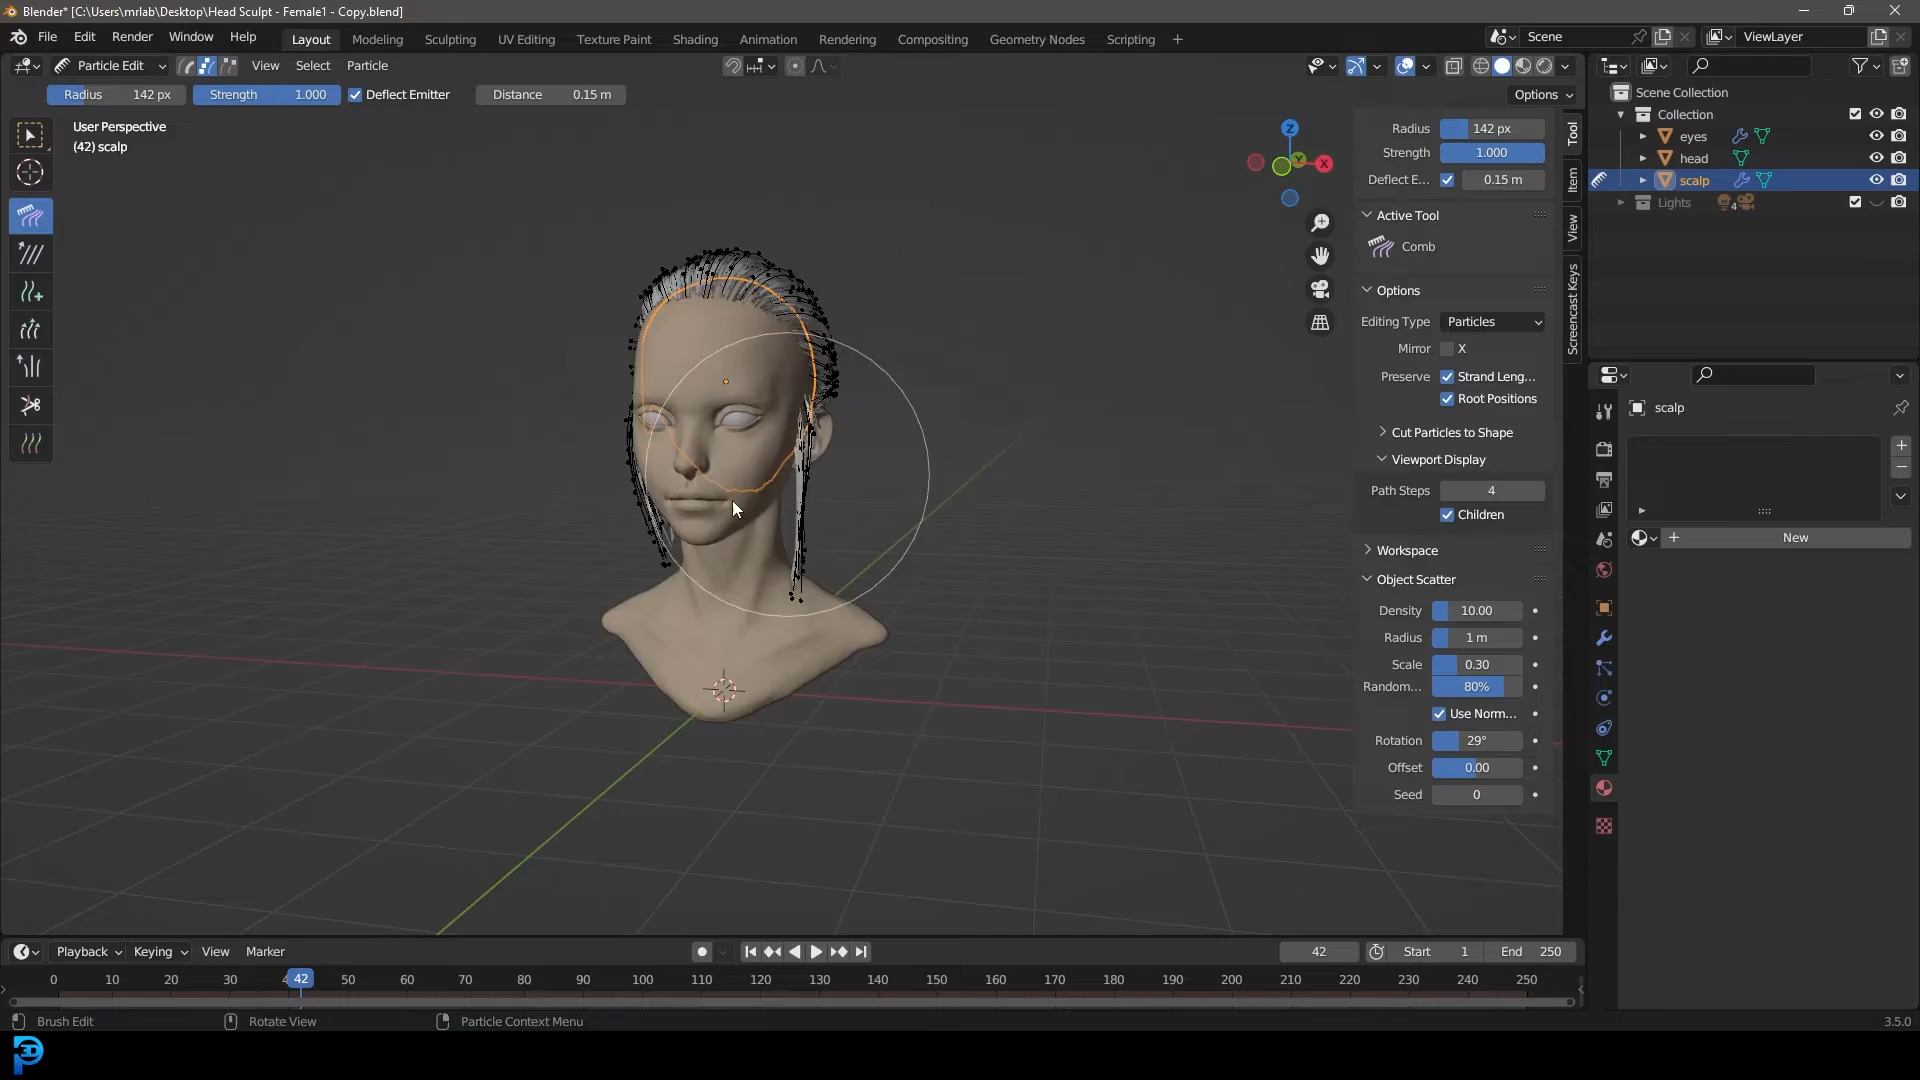 Blender* [C:\Users\mrlab\Desktop\Head Sculpt - Female1 - Copy.blend]
File Edit Render Window Help Layout Modeling Sculpting UV Editing Texture Paint Shading Animation Rendering Compositing Geometry Nodes Scripting + Scene ViewLayer
Particle Edit View Select Particle
Radius 142 px Strength 1.000 Deflect Emitter Distance 0.15 m Options
User Perspective
(42) scalp
Z
Y
X
Radius 142 px
Strength 1.000
Deflect E... 0.15 m
Active Tool
Comb
Options
Editing Type Particles
Mirror X
Preserve Strand Leng...
Root Positions
Cut Particles to Shape
Viewport Display
Path Steps 4
Children
Workspace
Object Scatter
Density 10.00
Radius 1 m
Scale 0.30
Random... 80%
Use Norm...
Rotation 29°
Offset 0.00
Seed 0
Tool
Item
View
Screencast Keys
Scene Collection
Collection
eyes
head
scalp
Lights 4
scalp
+
New
Playback Keying View Marker 42 Start 1 End 250
0 10 20 30 4 42 50 60 70 80 90 100 110 120 130 140 150 160 170 180 190 200 210 220 230 240 250
Brush Edit Rotate View Particle Context Menu 3.5.0